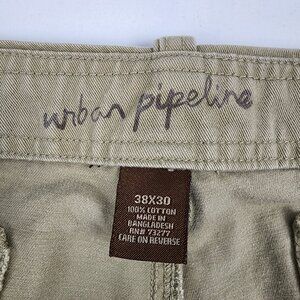 urban pipeline
38X30
100% COTTON
MADE IN
BANGLADESH
RN# 73277
CARE ON REVERSE